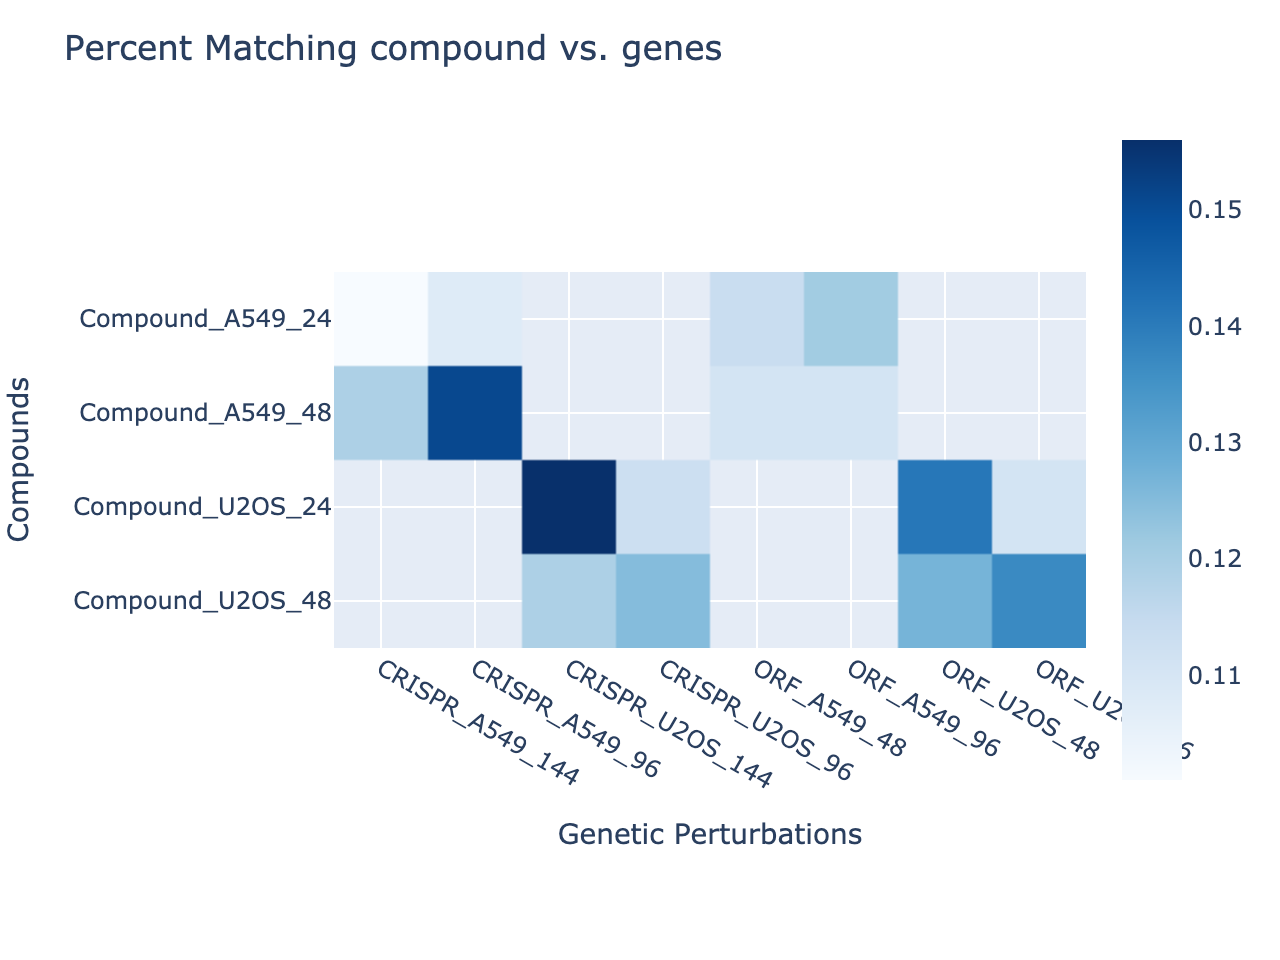 Percent Matching compound vs. genes
0.15
0.14
0.13
0.12
0.11
Compounds
Compound_A549_24
Compound_A549_48
Compound_U2OS_24
Compound_U2OS_48
CRISPR_A549_144
CRISPR_A549_96
CRISPR_U2OS_144
CRISPR_U2OS_96
ORF_A549_48
ORF_A549_96
ORF_U2OS_48
Genetic Perturbations